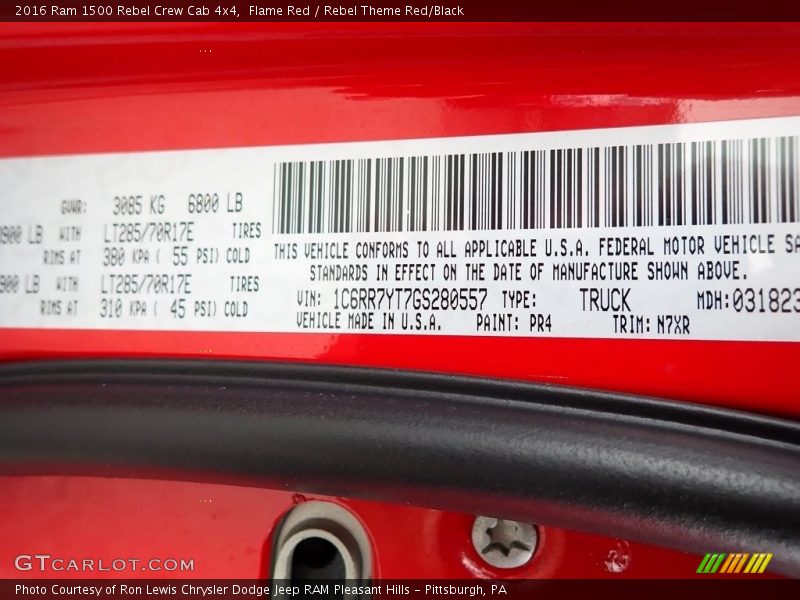 2016 Ram 1500 Rebel Crew Cab 4x4, Flame Red / Rebel Theme Red/Black
GVWR: 3085 KG 6800 LB
900 LB WITH LT285/70R17E TIRES
RIMS AT 380 KPA ( 55 PSI) COLD
900 LB WITH LT285/70R17E TIRES
RIMS AT 310 KPA ( 45 PSI) COLD
THIS VEHICLE CONFORMS TO ALL APPLICABLE U.S.A. FEDERAL MOTOR VEHICLE SA
STANDARDS IN EFFECT ON THE DATE OF MANUFACTURE SHOWN ABOVE.
VIN: 1C6RR7YT7GS280557 TYPE: TRUCK MDH: 031823
VEHICLE MADE IN U.S.A. PAINT: PR4 TRIM: N7XR
GTCARLOT.COM
Photo Courtesy of Ron Lewis Chrysler Dodge Jeep RAM Pleasant Hills - Pittsburgh, PA